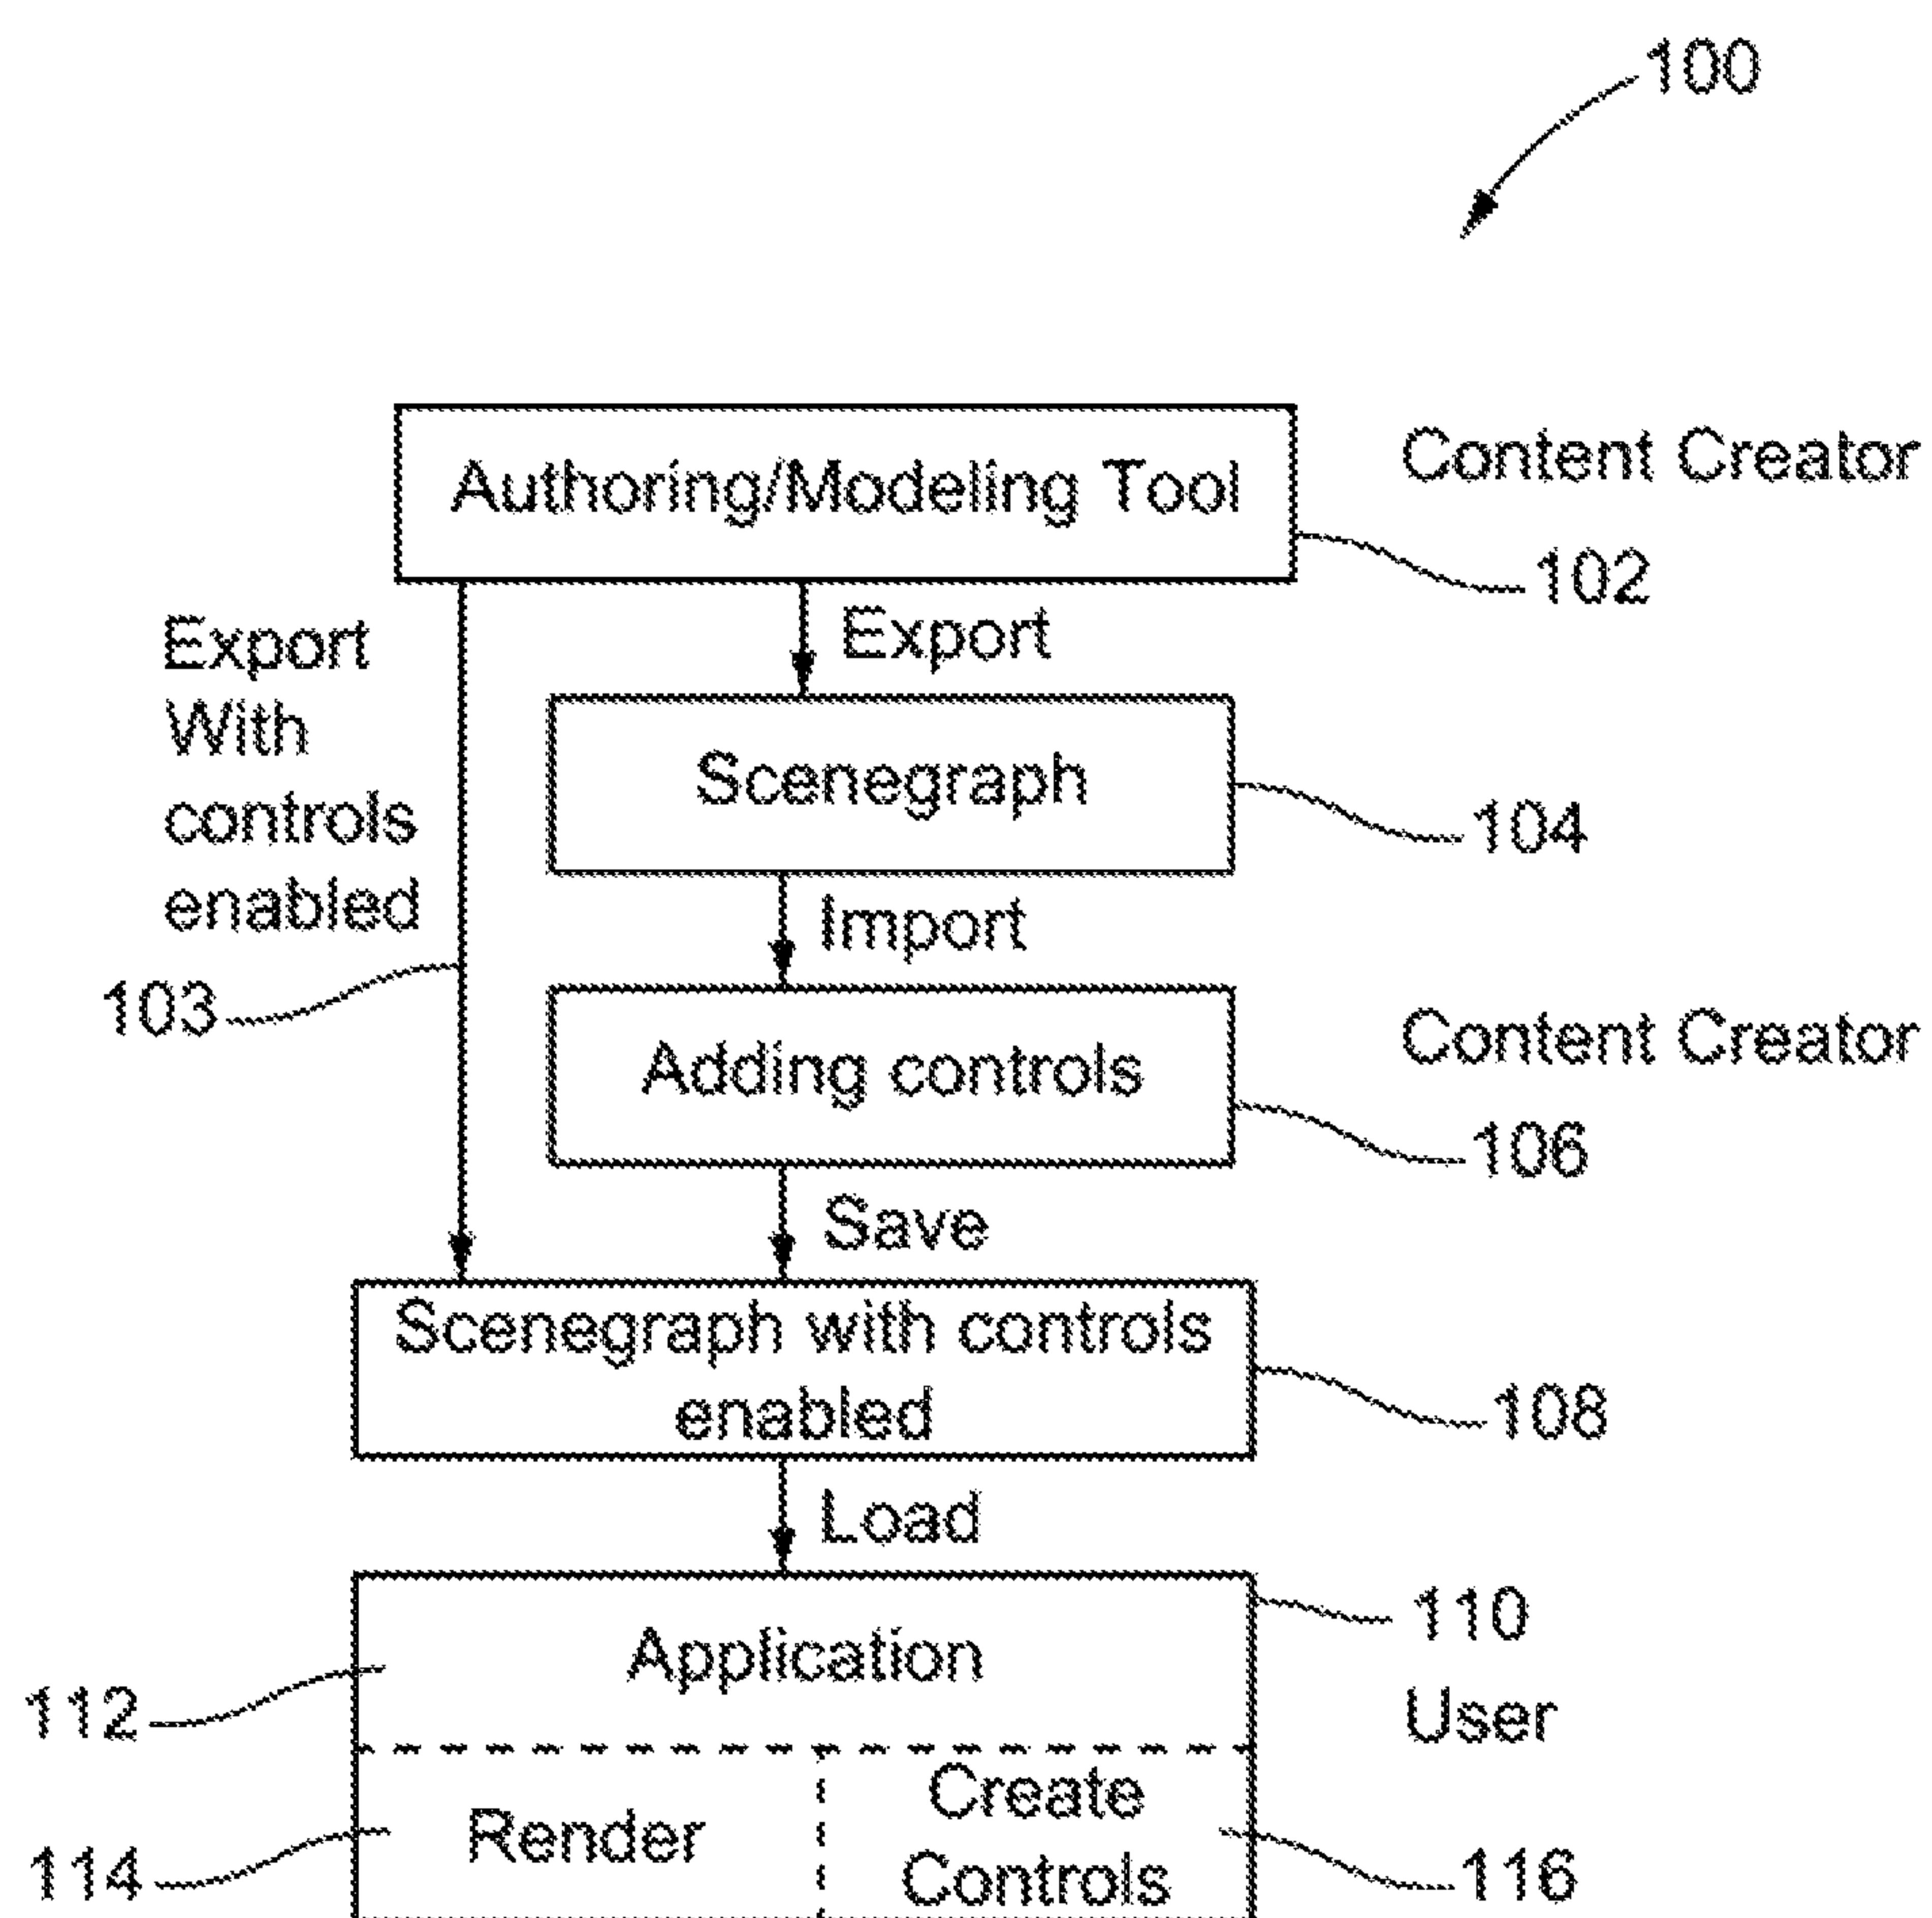 100
Authoring/Modeling Tool
Content Creator
102
Export
With
controls
enabled
Export
Scenegraph
104
Import
103
Adding controls
Content Creator
106
Save
Scenegraph with controls
enabled
108
Load
Application
110
User
112
Render
Create
Controls
114
116